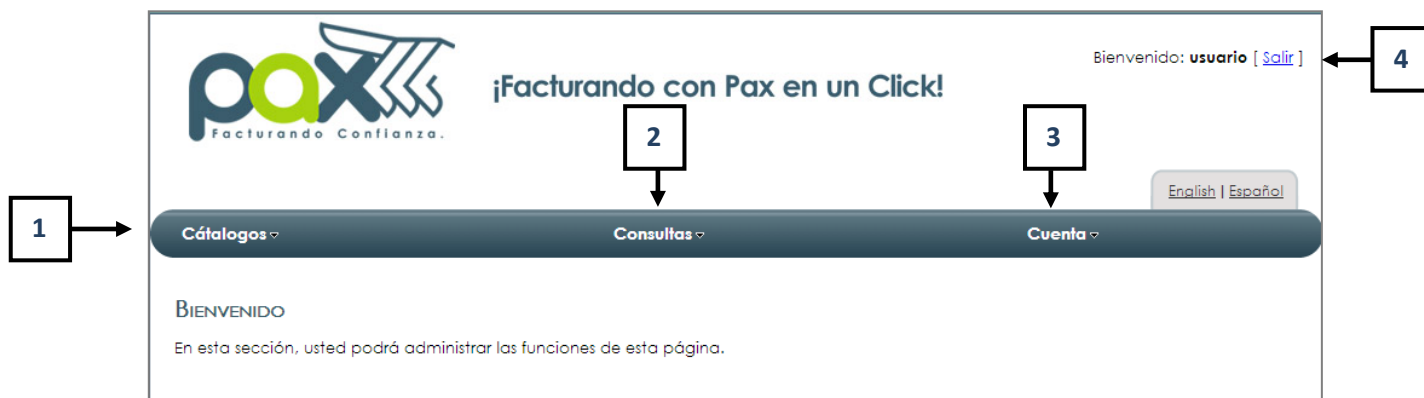 pax
Facturando Confianza.
¡Facturando con Pax en un Click!
Bienvenido: usuario [ Salir ]
4
2
3
English | Español
1
Cátalogos
Consultas
Cuenta
BIENVENIDO
En esta sección, usted podrá administrar las funciones de esta página.